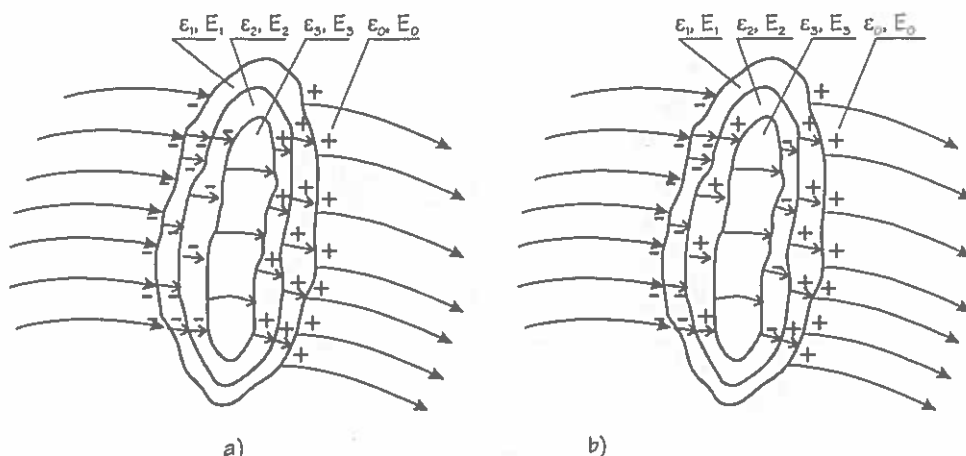 ε₁, E₁ ε₂, E₂ ε₃, E₃ ε₀, E₀
ε₁, E₁ ε₂, E₂ ε₃, E₃ ε₀, E₀
a)
b)